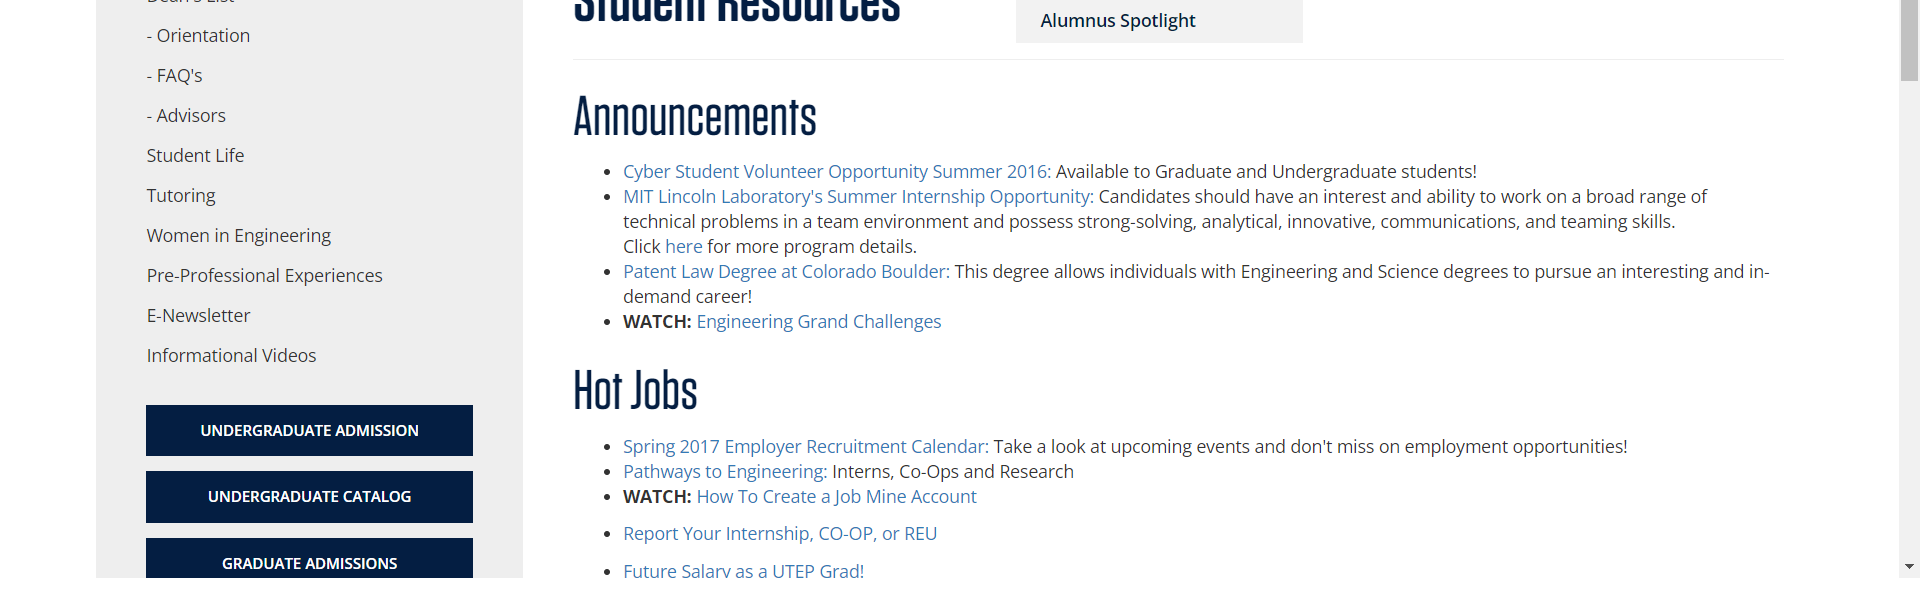 Dean's List
- Orientation
- FAQ's
- Advisors
Student Life
Tutoring
Women in Engineering
Pre-Professional Experiences
E-Newsletter
Informational Videos
UNDERGRADUATE ADMISSION
UNDERGRADUATE CATALOG
GRADUATE ADMISSIONS
Student Resources
Alumnus Spotlight
Announcements
Cyber Student Volunteer Opportunity Summer 2016: Available to Graduate and Undergraduate students!
MIT Lincoln Laboratory's Summer Internship Opportunity: Candidates should have an interest and ability to work on a broad range of
technical problems in a team environment and possess strong-solving, analytical, innovative, communications, and teaming skills.
Click here for more program details.
Patent Law Degree at Colorado Boulder: This degree allows individuals with Engineering and Science degrees to pursue an interesting and in-
demand career!
WATCH: Engineering Grand Challenges
Hot Jobs
Spring 2017 Employer Recruitment Calendar: Take a look at upcoming events and don't miss on employment opportunities!
Pathways to Engineering: Interns, Co-Ops and Research
WATCH: How To Create a Job Mine Account
Report Your Internship, CO-OP, or REU
Future Salary as a UTEP Grad!